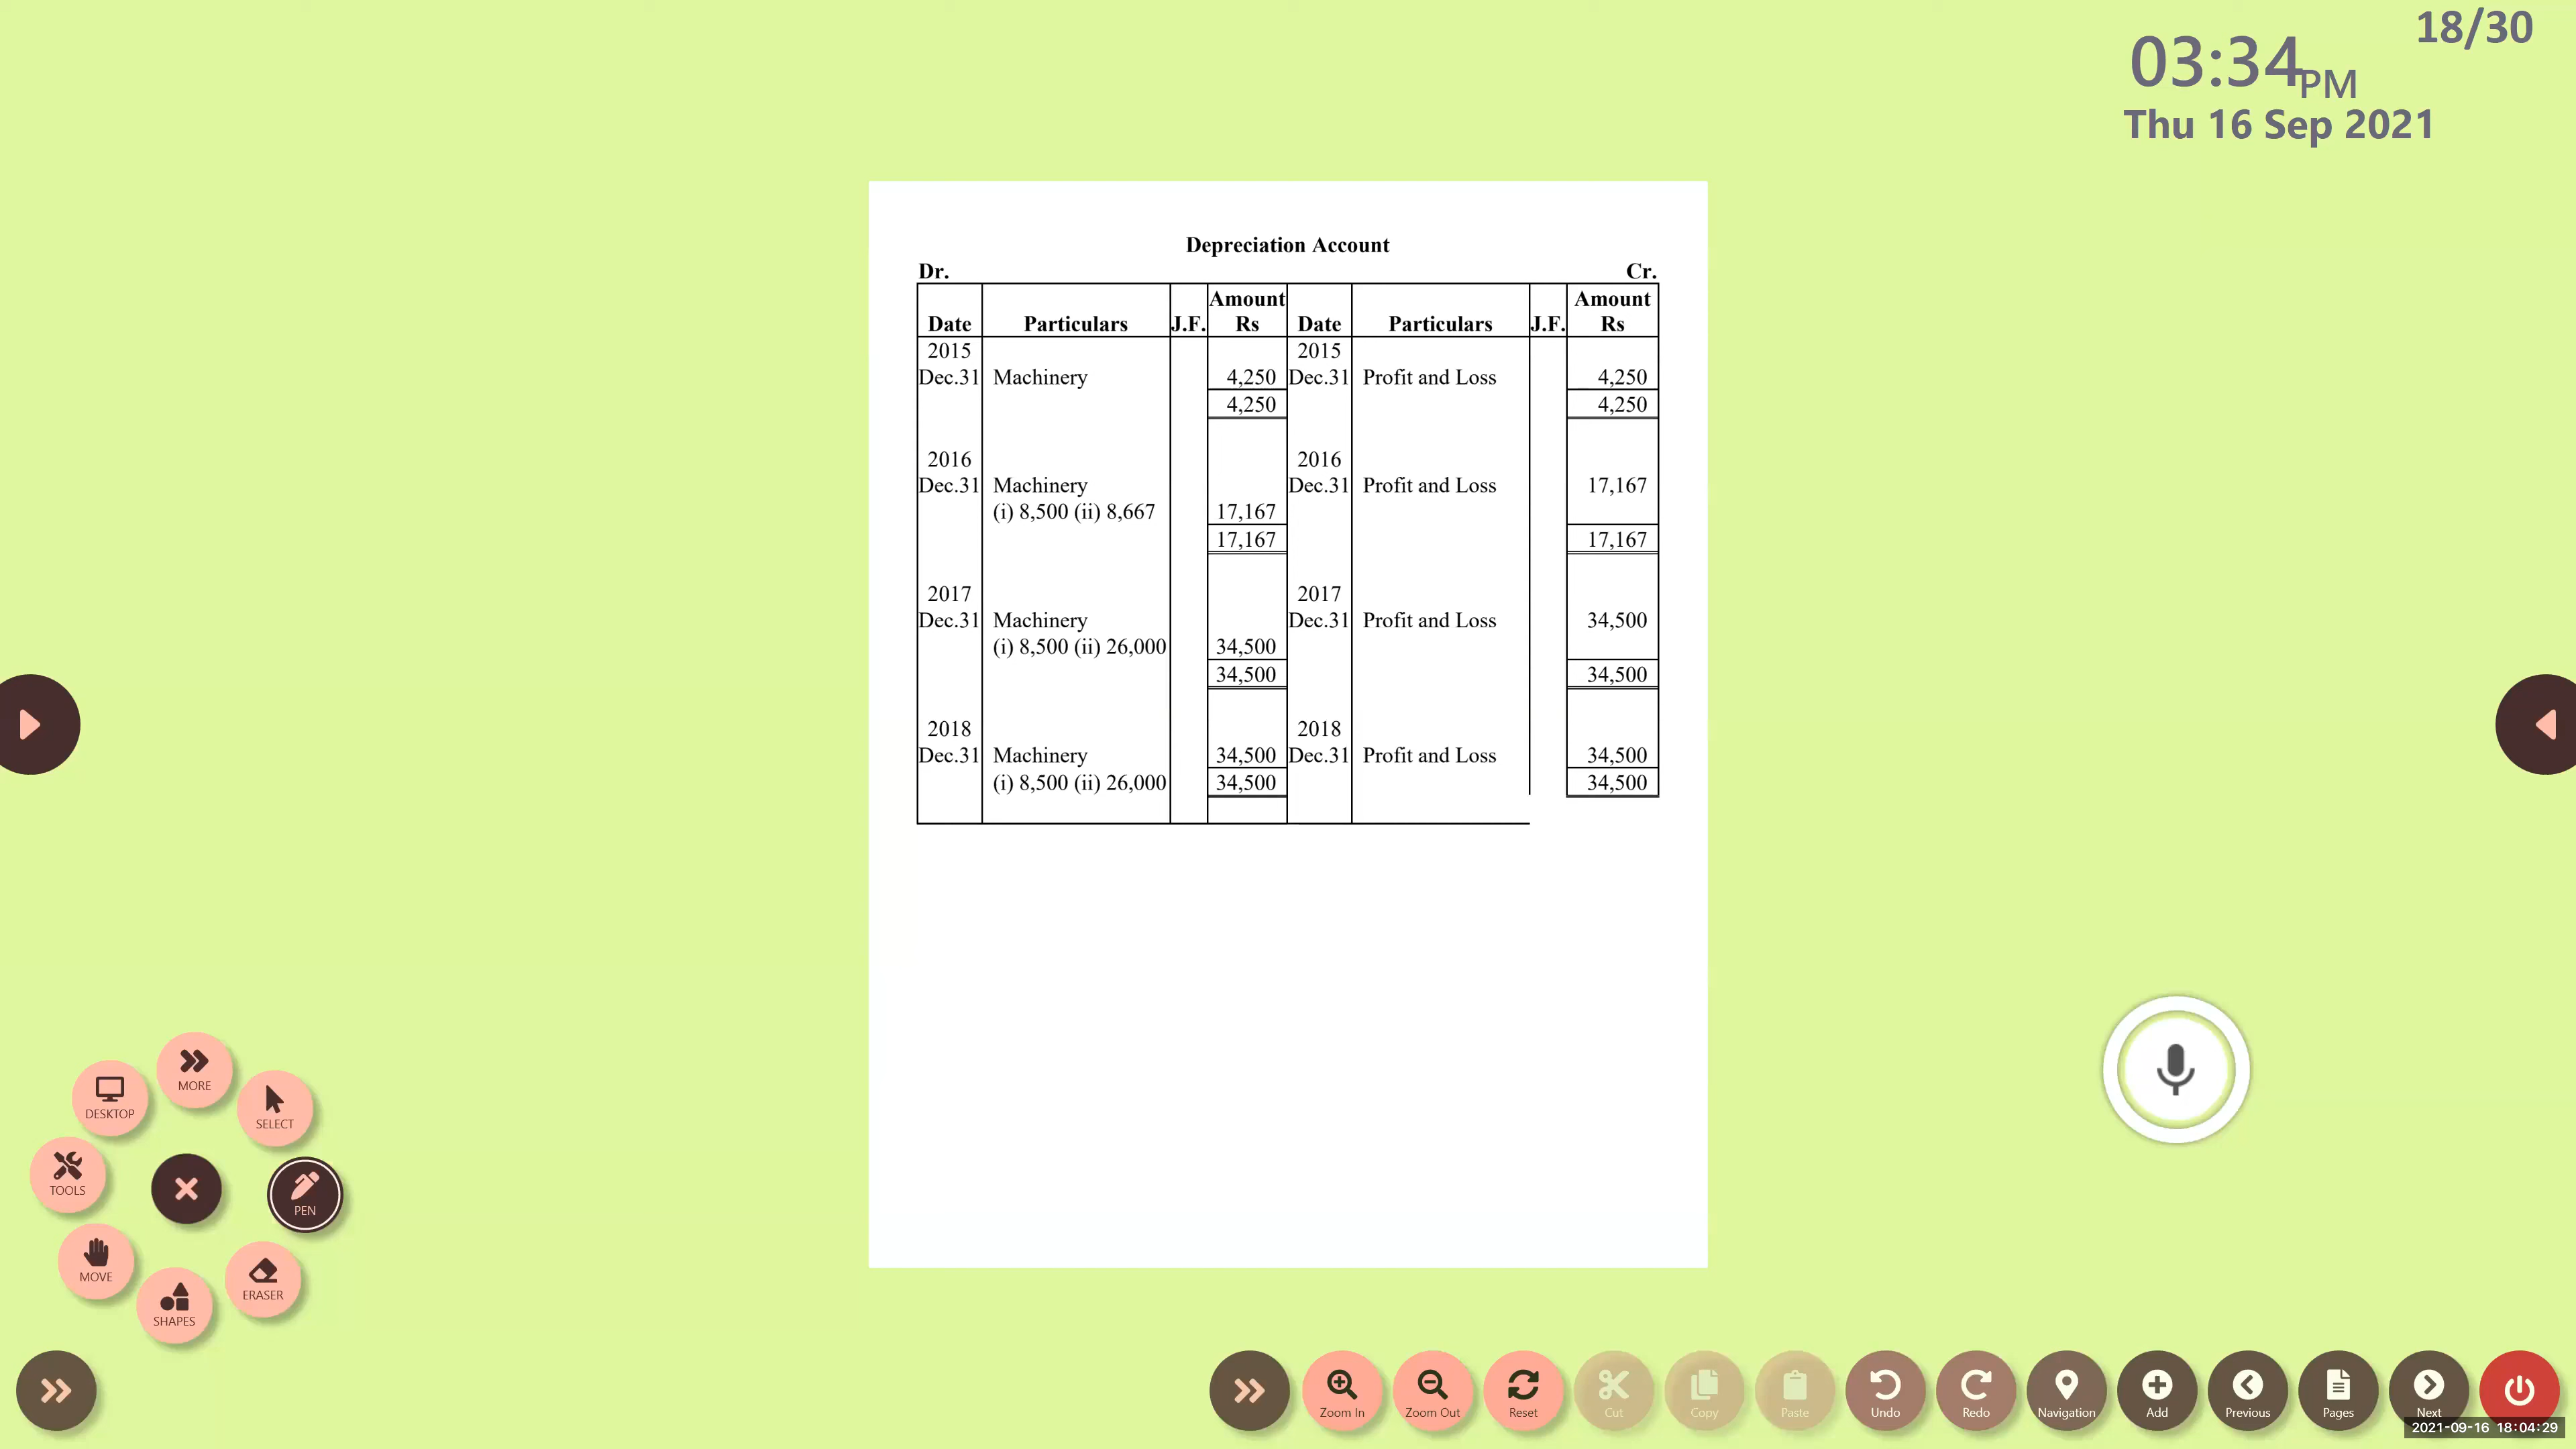 18/30
03:34 PM
Thu 16 Sep 2021
Depreciation Account
Dr. Cr.
Date Particulars J.F. Amount Rs Date Particulars J.F. Amount Rs
2015 2015
Dec.31 Machinery 4,250 Dec.31 Profit and Loss 4,250
4,250 4,250
2016 2016
Dec.31 Machinery Dec.31 Profit and Loss 17,167
(i) 8,500 (ii) 8,667 17,167
17,167 17,167
2017 2017
Dec.31 Machinery Dec.31 Profit and Loss 34,500
(i) 8,500 (ii) 26,000 34,500
34,500 34,500
2018 2018
Dec.31 Machinery 34,500 Dec.31 Profit and Loss 34,500
(i) 8,500 (ii) 26,000 34,500 34,500
MORE
DESKTOP
SELECT
TOOLS
PEN
MOVE
ERASER
SHAPES
Zoom In Zoom Out Reset Cut Copy Paste Undo Redo Navigation Add Previous Pages Next
2021-09-16 18:04:29